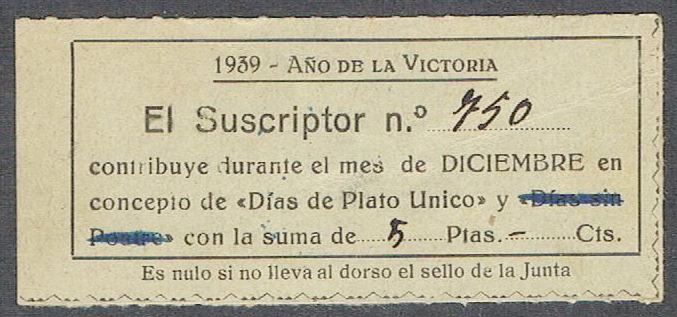 1939 - AÑO DE LA VICTORIA
El Suscriptor n.º 750
contribuye durante el mes de DICIEMBRE en
concepto de «Días de Plato Unico» y «Días sin
Postre» con la suma de 5 Ptas. - Cts.
Es nulo si no lleva al dorso el sello de la Junta